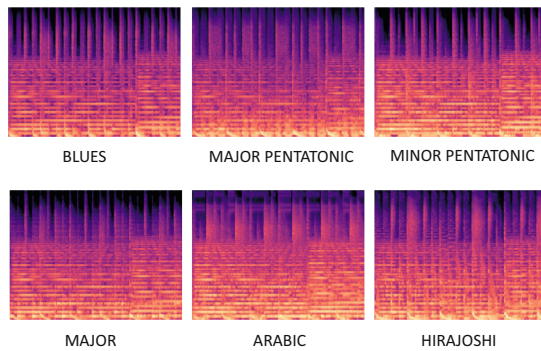 BLUES
MAJOR PENTATONIC
MINOR PENTATONIC
MAJOR
ARABIC
HIRAJOSHI